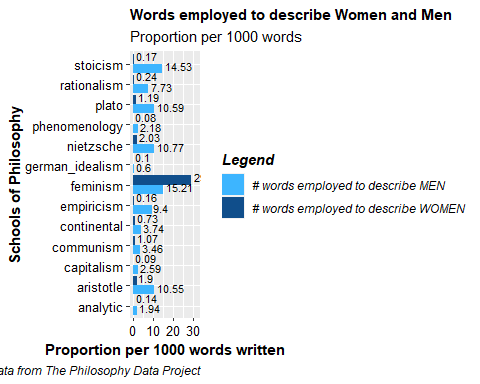 Words employed to describe Women and Men
Proportion per 1000 words
Schools of Philosophy
stoicism 0.17 14.53
rationalism 0.24 7.73
plato 1.19 10.59
phenomenology 0.08 2.18
nietzsche 2.03 10.77
german_idealism 0.1 0.6
feminism 15.21
empiricism 0.16 9.4
continental 0.73 3.74
communism 1.07 3.46
capitalism 0.09 2.59
aristotle 1.9 10.55
analytic 0.14 1.94
0 10 20 30
Proportion per 1000 words written
Legend
# words employed to describe MEN
# words employed to describe WOMEN
from The Philosophy Data Project